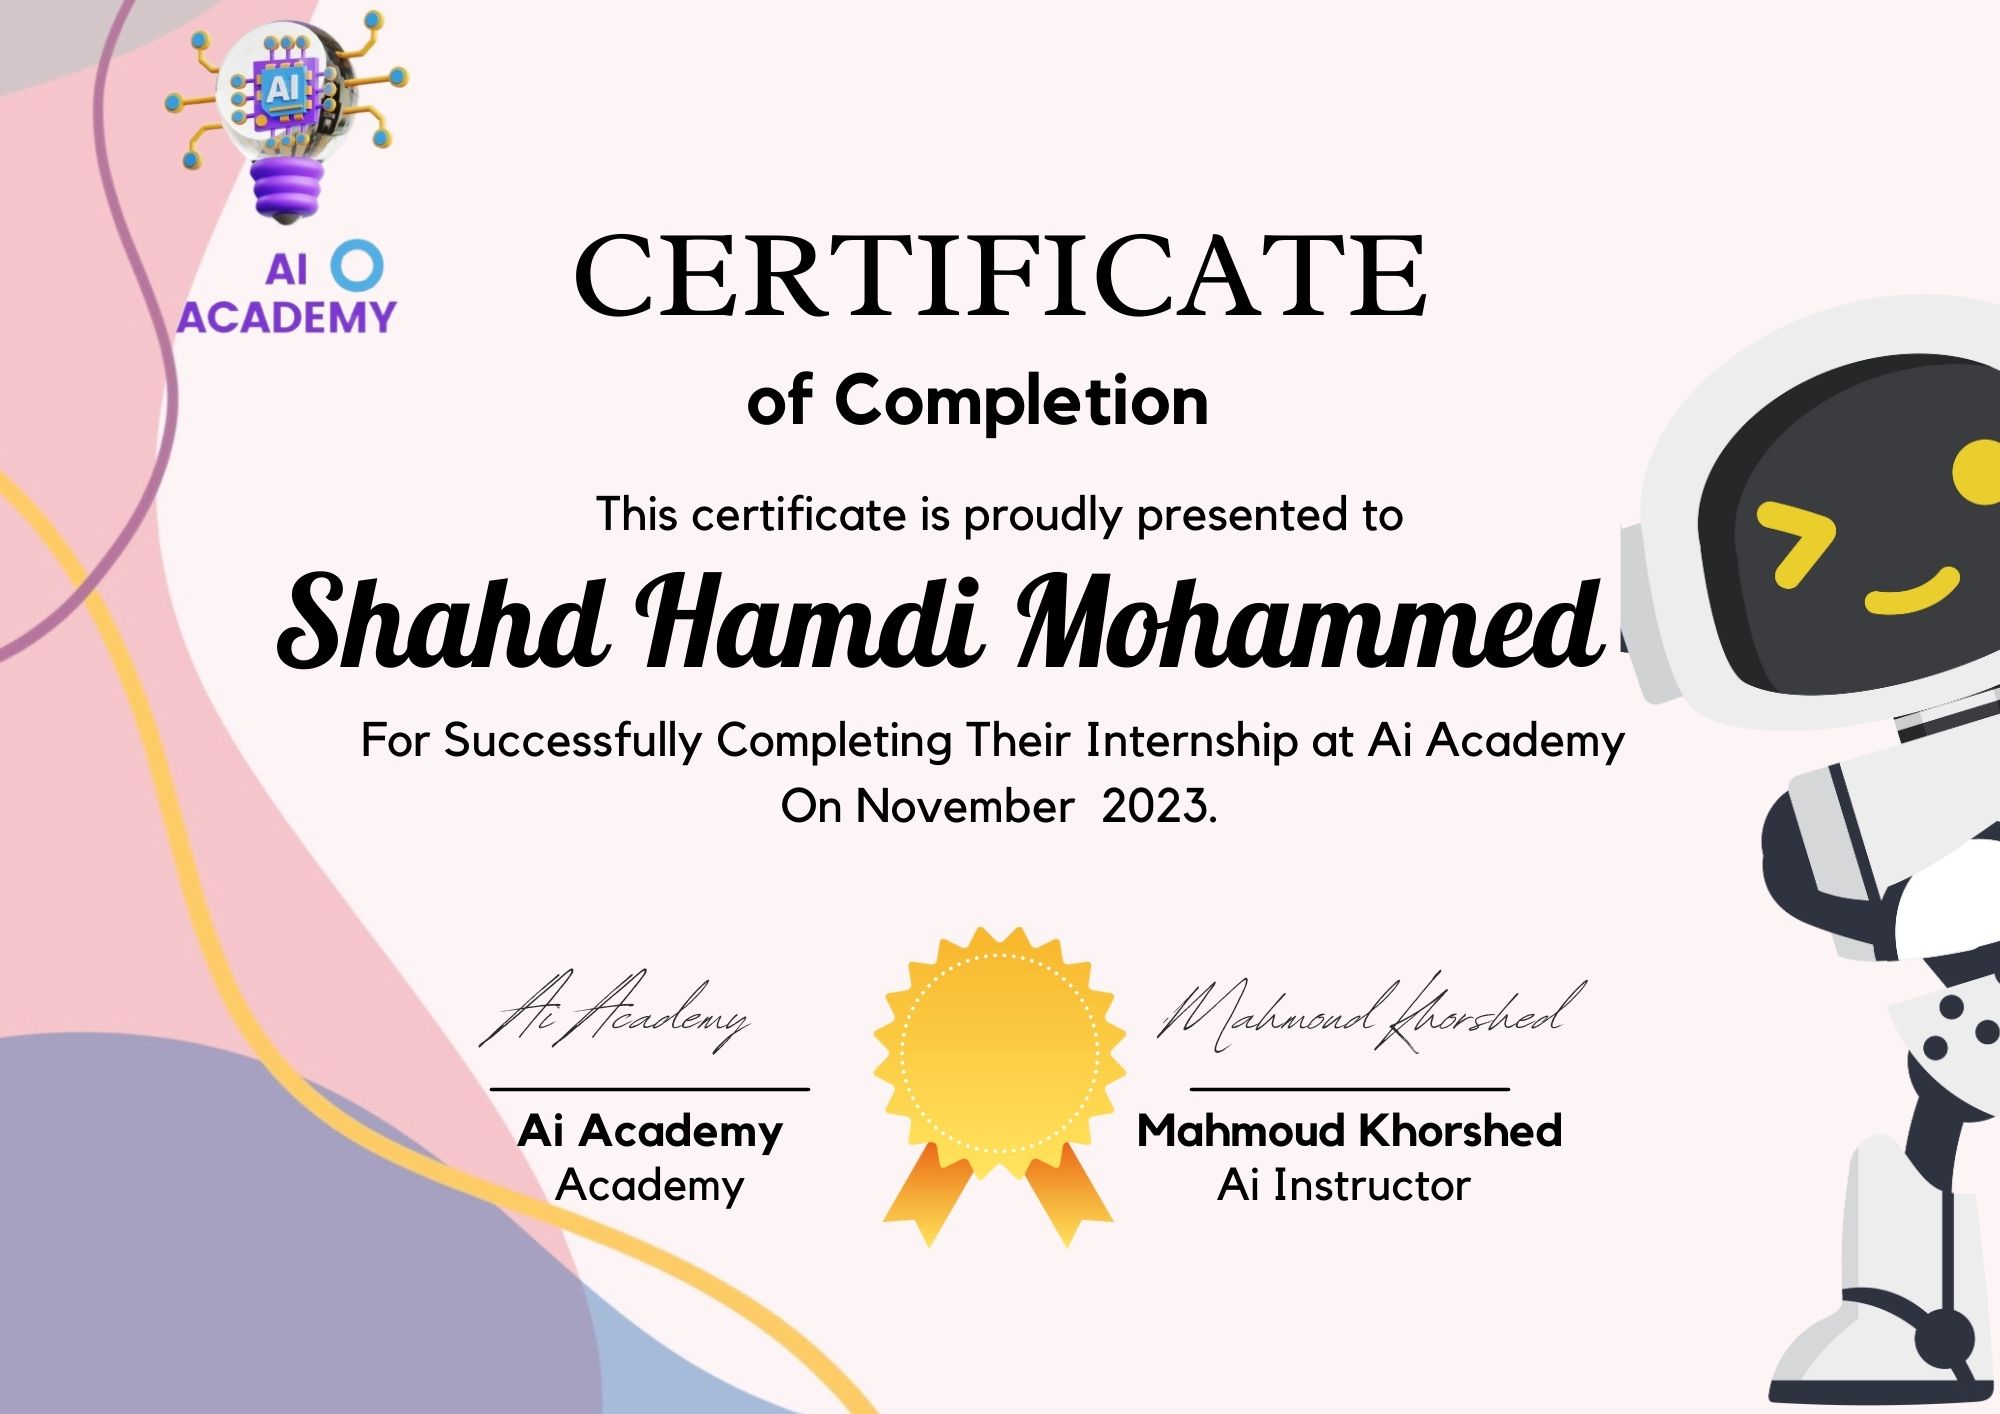 AI
AI
ACADEMY
CERTIFICATE
of Completion
This certificate is proudly presented to
Shahd Hamdi Mohammed
For Successfully Completing Their Internship at Ai Academy
On November  2023.
Ai Academy
Mahmoud Khorshed
Ai Academy
Mahmoud Khorshed
Academy
Ai Instructor